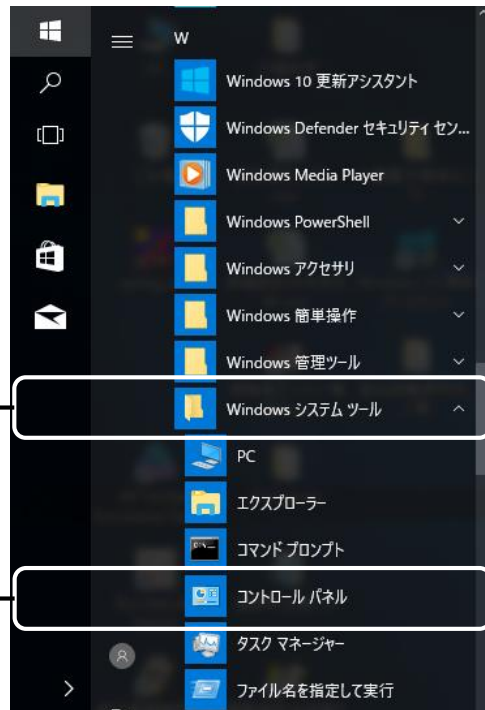 W
Windows 10 更新アシスタント
Windows Defender セキュリティ セン...
Windows Media Player
Windows PowerShell
Windows アクセサリ
Windows 簡単操作
Windows 管理ツール
Windows システム ツール
PC
エクスプローラー
コマンド プロンプト
コントロール パネル
タスク マネージャー
ファイル名を指定して実行